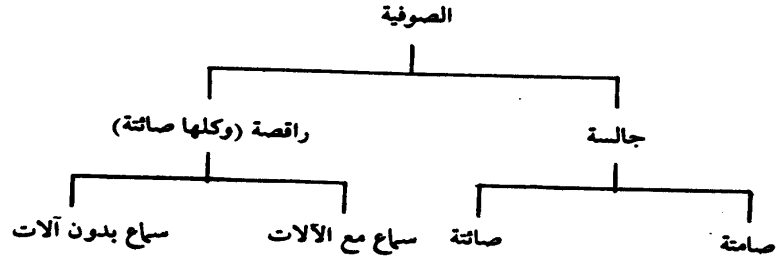 الصوفية
جالسة
راقصة (وكلها صائتة)
صامتة
صائتة
سماع مع الآلات
سماع بدون آلات